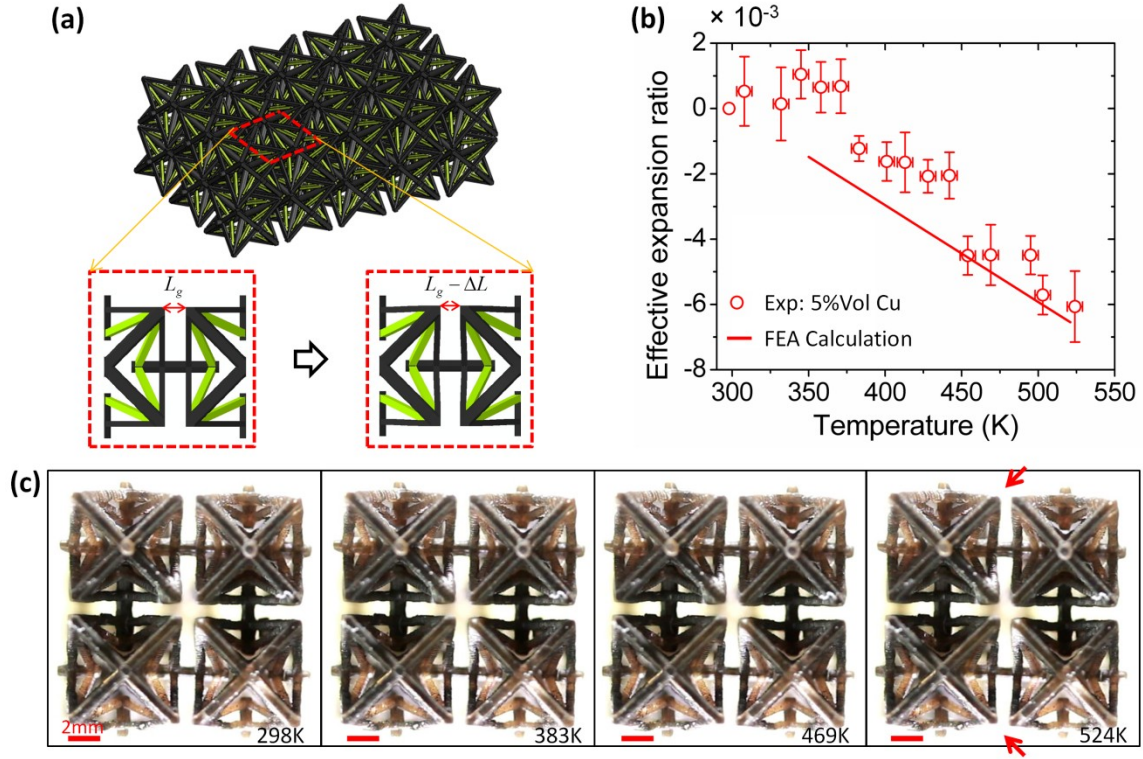 (a)
L_g
L_g − ΔL
(b)
× 10⁻³
2
0
-2
-4
-6
-8
Effective expansion ratio
Exp: 5%Vol Cu
FEA Calculation
300 350 400 450 500 550
Temperature (K)
(c)
2mm
298K
383K
469K
524K